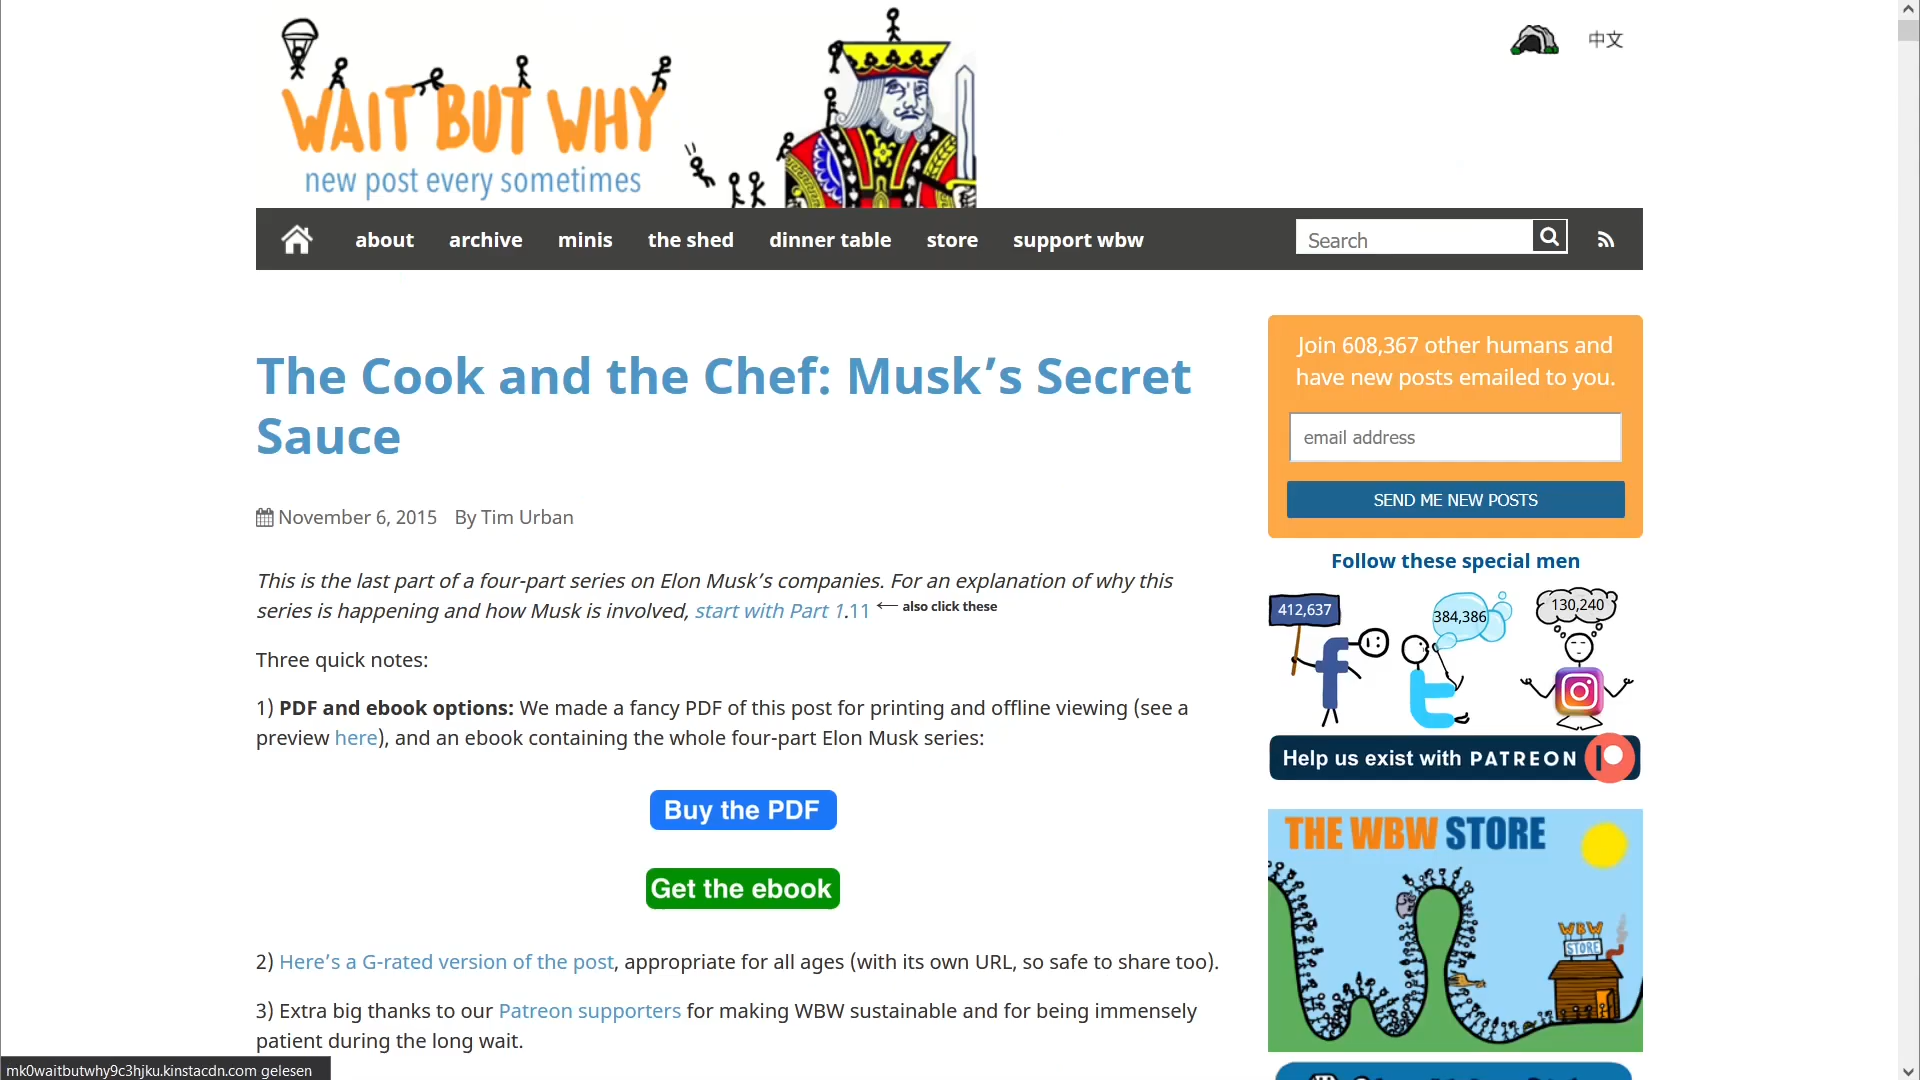 中文
WAIT BUT WHY
new post every sometimes
about archive minis the shed dinner table store support wbw Search
The Cook and the Chef: Musk’s Secret
Sauce
November 6, 2015 By Tim Urban
This is the last part of a four-part series on Elon Musk’s companies. For an explanation of why this
series is happening and how Musk is involved, start with Part 1.11 ← also click these
Three quick notes:
1) PDF and ebook options: We made a fancy PDF of this post for printing and offline viewing (see a
preview here), and an ebook containing the whole four-part Elon Musk series:
Buy the PDF
Get the ebook
2) Here’s a G-rated version of the post, appropriate for all ages (with its own URL, so safe to share too).
3) Extra big thanks to our Patreon supporters for making WBW sustainable and for being immensely
patient during the long wait.
Join 608,367 other humans and
have new posts emailed to you.
email address
SEND ME NEW POSTS
Follow these special men
412,637
384,386
130,240
Help us exist with PATREON
THE WBW STORE
WBW
STORE
mk0waitbutwhy9c3hjku.kinstacdn.com gelesen